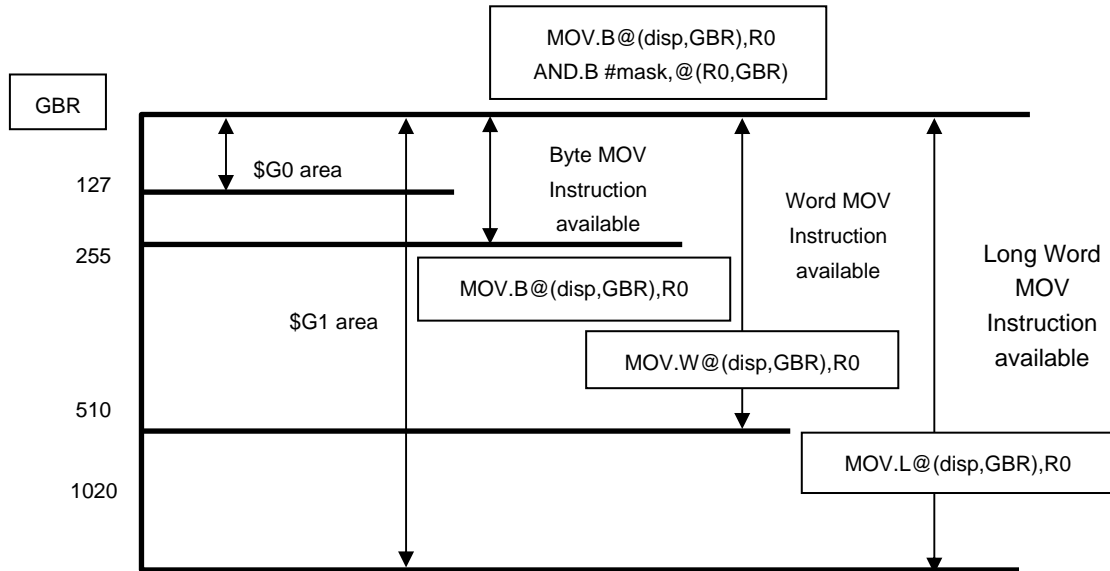 MOV.B@(disp,GBR),R0
AND.B #mask,@(R0,GBR)
GBR
$G0 area
127
Byte MOV
Instruction
available
Word MOV
Instruction
available
255
Long Word
MOV
Instruction
available
MOV.B@(disp,GBR),R0
$G1 area
MOV.W@(disp,GBR),R0
510
MOV.L@(disp,GBR),R0
1020